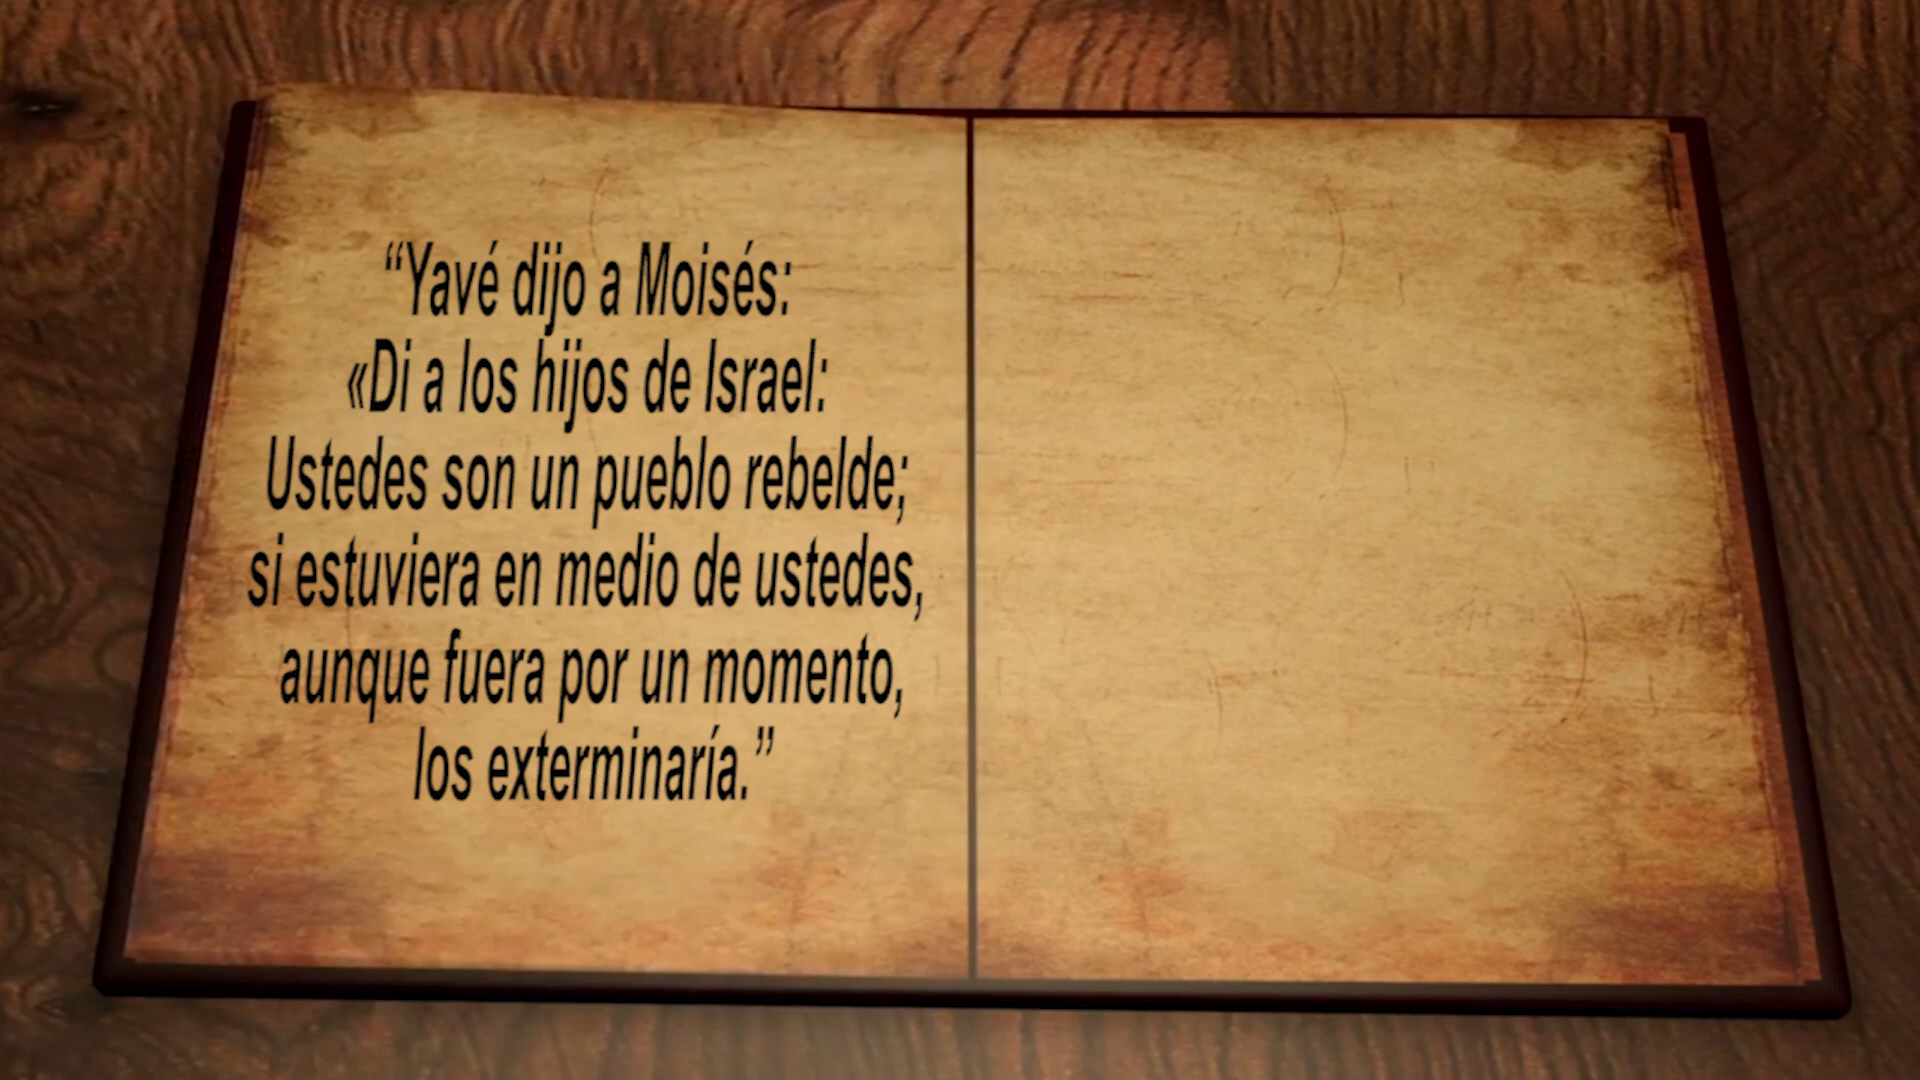 “Yavé dijo a Moisés:
«Di a los hijos de Israel:
Ustedes son un pueblo rebelde;
si estuviera en medio de ustedes,
aunque fuera por un momento,
los exterminaría.”